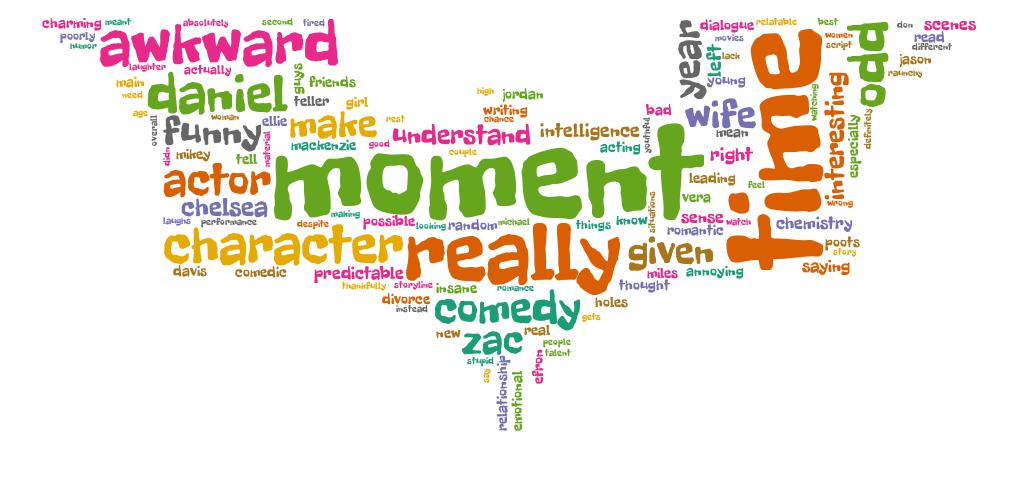 charming
meant
absolutely
second
tired
poorly
humor
awkward
laughter
actually
main
need
age
daniel
guys
friends
teller
girl
overall
woman
funny
ellie
material
make
rest
mackenzie
good
didn
mikey
tell
high
jordan
writing
chance
understand
couple
intelligence
acting
youthful
bad
actor
chelsea
moment
laughs
performance
despite
making
possible
looking
random
michael
things
know
situations
year
left
dialogue
relatable
movies
lack
young
wife
mean
right
leading
vera
feel
sense
watch
romantic
time
best
women
script
watching
interesting
wrong
odd
especially
definitely
don
scenes
read
different
jason
raunchy
chemistry
poots
story
saying
character
really
given
davis
comedic
predictable
thankfully
storyline
insane
romance
miles
annoying
thought
divorce
instead
comedy
holes
gets
new
zac
real
people
talent
stupid
say
relationship
emotional
efron